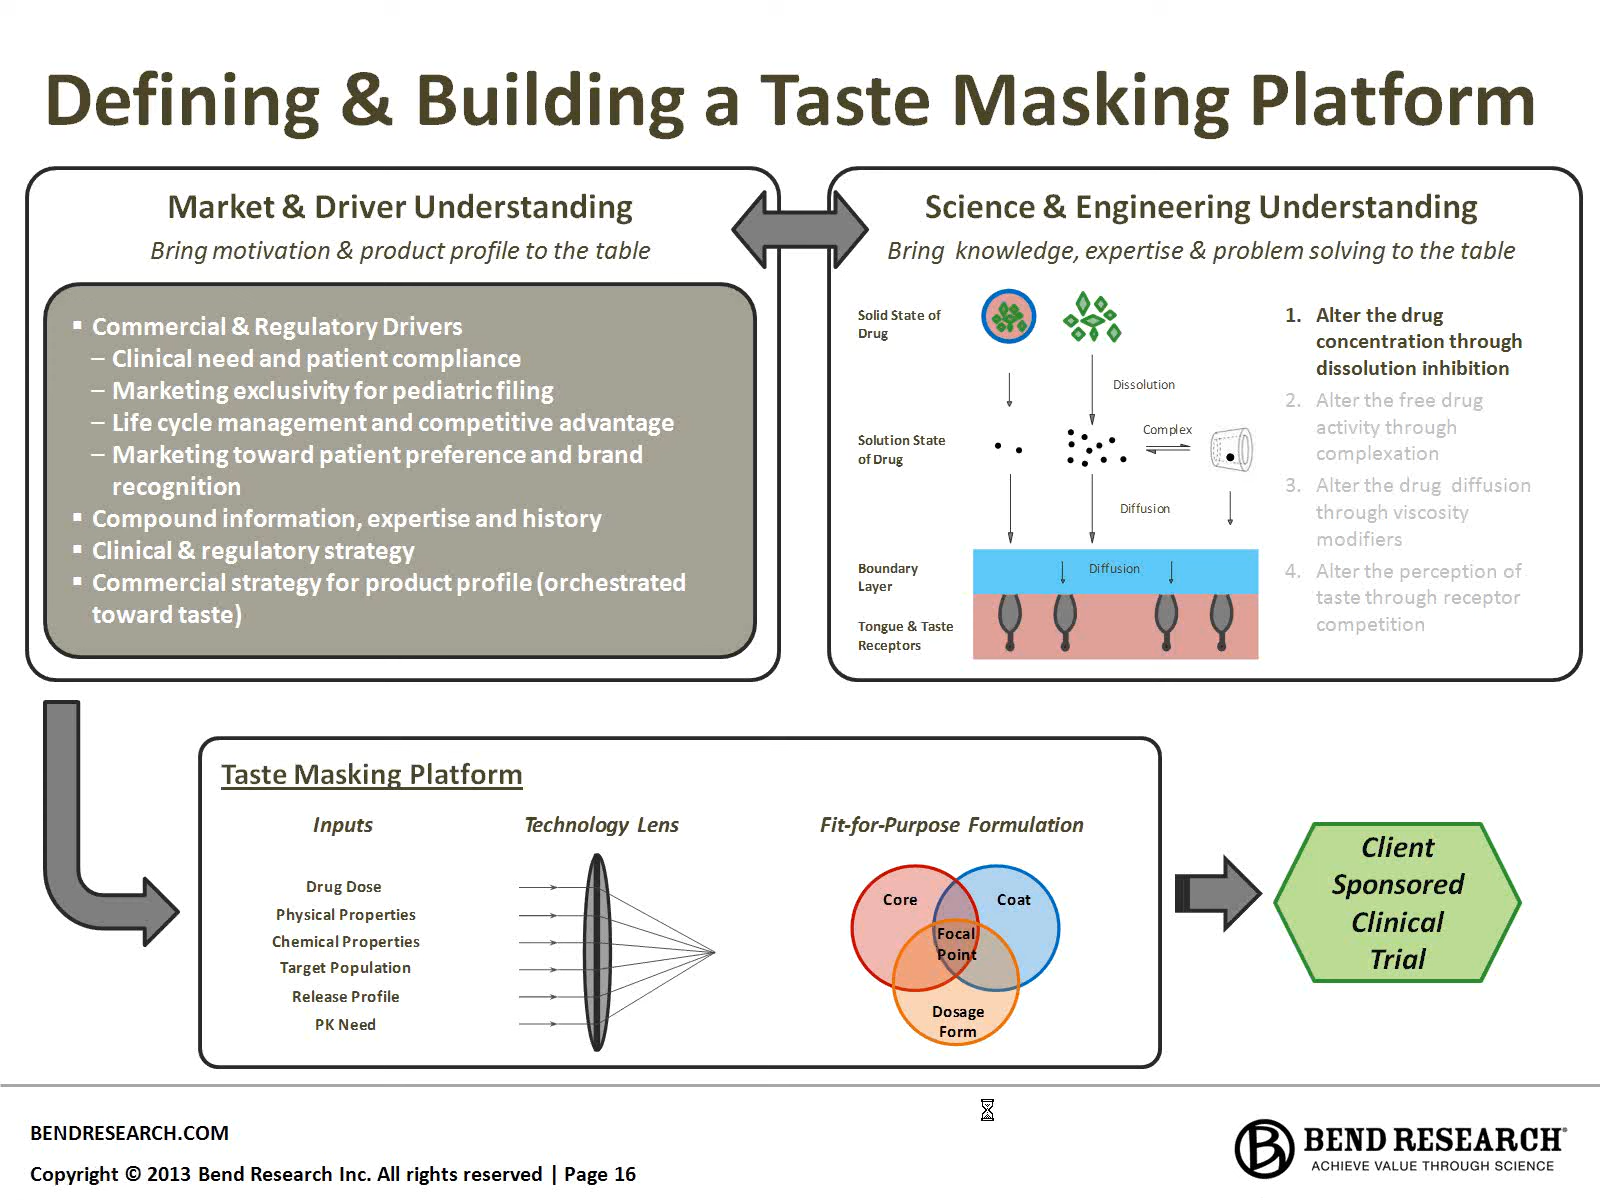 Defining & Building a Taste Masking Platform
Market & Driver Understanding
Bring motivation & product profile to the table
▪ Commercial & Regulatory Drivers
– Clinical need and patient compliance
– Marketing exclusivity for pediatric filing
– Life cycle management and competitive advantage
– Marketing toward patient preference and brand
recognition
▪ Compound information, expertise and history
▪ Clinical & regulatory strategy
▪ Commercial strategy for product profile (orchestrated
toward taste)
Science & Engineering Understanding
Bring knowledge, expertise & problem solving to the table
Solid State of
Drug
Dissolution
Solution State
of Drug
Complex
Diffusion
Boundary
Layer
Diffusion
Tongue & Taste
Receptors
1. Alter the drug
concentration through
dissolution inhibition
2. Alter the free drug
activity through
complexation
3. Alter the drug diffusion
through viscosity
modifiers
4. Alter the perception of
taste through receptor
competition
Taste Masking Platform
Inputs
Drug Dose
Physical Properties
Chemical Properties
Target Population
Release Profile
PK Need
Technology Lens
Fit-for-Purpose Formulation
Core
Coat
Focal
Point
Dosage
Form
Client
Sponsored
Clinical
Trial
BENDRESEARCH.COM
Copyright © 2013 Bend Research Inc. All rights reserved | Page 16
BEND RESEARCH®
ACHIEVE VALUE THROUGH SCIENCE